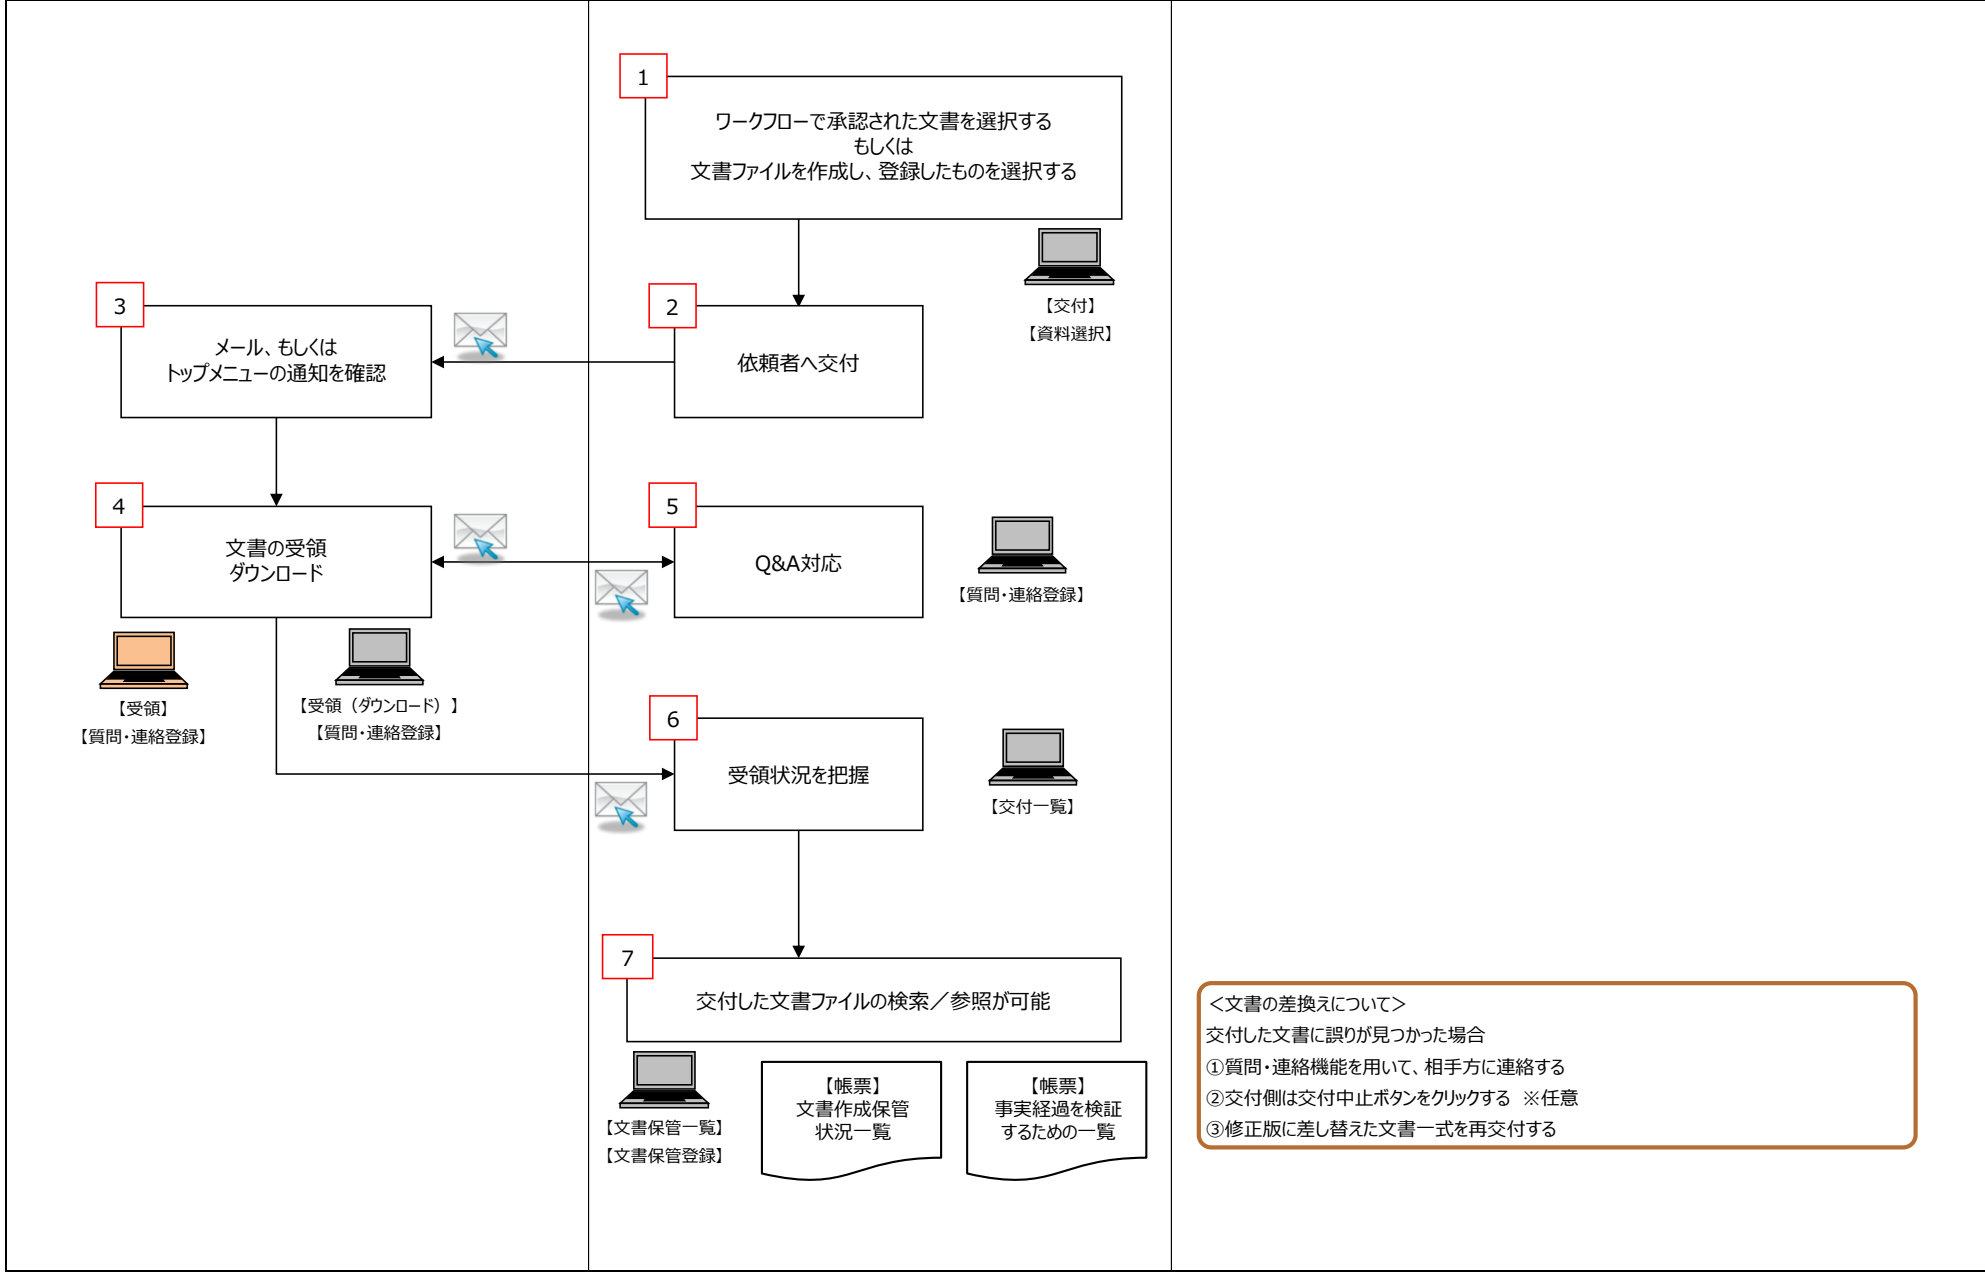 1
ワークフローで承認された文書を選択する
もしくは
文書ファイルを作成し、登録したものを選択する
【交付】
【資料選択】
2
依頼者へ交付
3
メール、もしくは
トップメニューの通知を確認
4
文書の受領
ダウンロード
【受領】
【質問・連絡登録】
【受領（ダウンロード）】
【質問・連絡登録】
5
Q&A対応
【質問・連絡登録】
6
受領状況を把握
【交付一覧】
7
交付した文書ファイルの検索／参照が可能
【文書保管一覧】
【文書保管登録】
【帳票】
文書作成保管
状況一覧
【帳票】
事実経過を検証
するための一覧
＜文書の差換えについて＞
交付した文書に誤りが見つかった場合
①質問・連絡機能を用いて、相手方に連絡する
②交付側は交付中止ボタンをクリックする ※任意
③修正版に差し替えた文書一式を再交付する